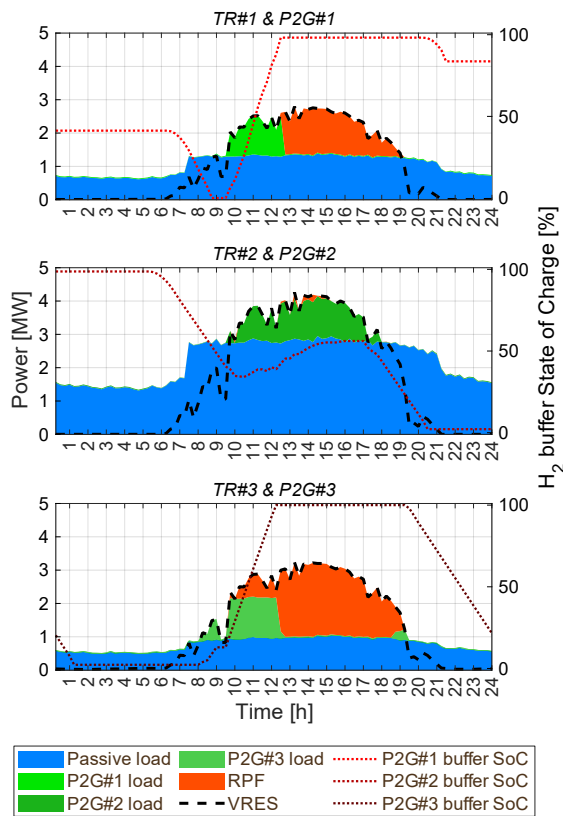 TR#1 & P2G#1
5
4
3
2
1
0
100
50
0
1 2 3 4 5 6 7 8 9 10 11 12 13 14 15 16 17 18 19 20 21 22 23 24
TR#2 & P2G#2
5
4
3
2
1
0
100
50
0
1 2 3 4 5 6 7 8 9 10 11 12 13 14 15 16 17 18 19 20 21 22 23 24
Power [MW]
H2 buffer State of Charge [%]
TR#3 & P2G#3
5
4
3
2
1
0
100
50
0
1 2 3 4 5 6 7 8 9 10 11 12 13 14 15 16 17 18 19 20 21 22 23 24
Time [h]
Passive load P2G#3 load P2G#1 buffer SoC
P2G#1 load RPF P2G#2 buffer SoC
P2G#2 load VRES P2G#3 buffer SoC